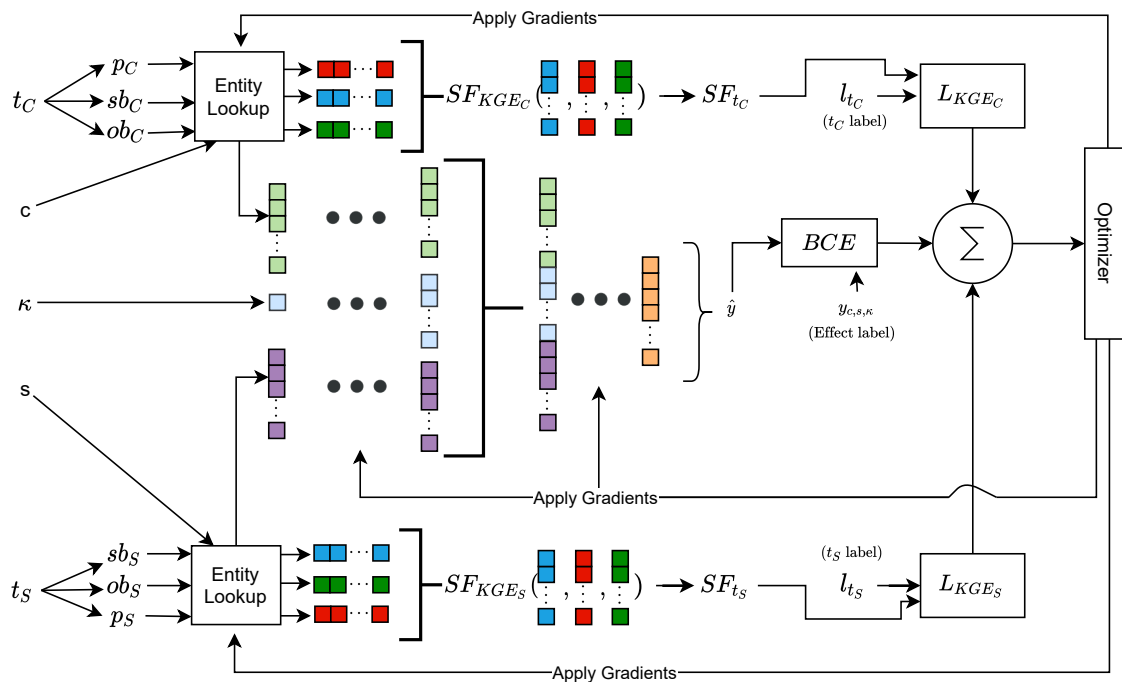 Apply Gradients
t_C
p_C
sb_C
ob_C
Entity
Lookup
SF_{KGE_C}( , , )
SF_{t_C}
l_{t_C}
(t_C label)
L_{KGE_C}
c
κ
s
ŷ
BCE
y_{c,s,κ}
(Effect label)
∑
Optimizer
Apply Gradients
t_S
sb_S
ob_S
p_S
Entity
Lookup
SF_{KGE_S}( , , )
SF_{t_S}
(t_S label)
l_{t_S}
L_{KGE_S}
Apply Gradients